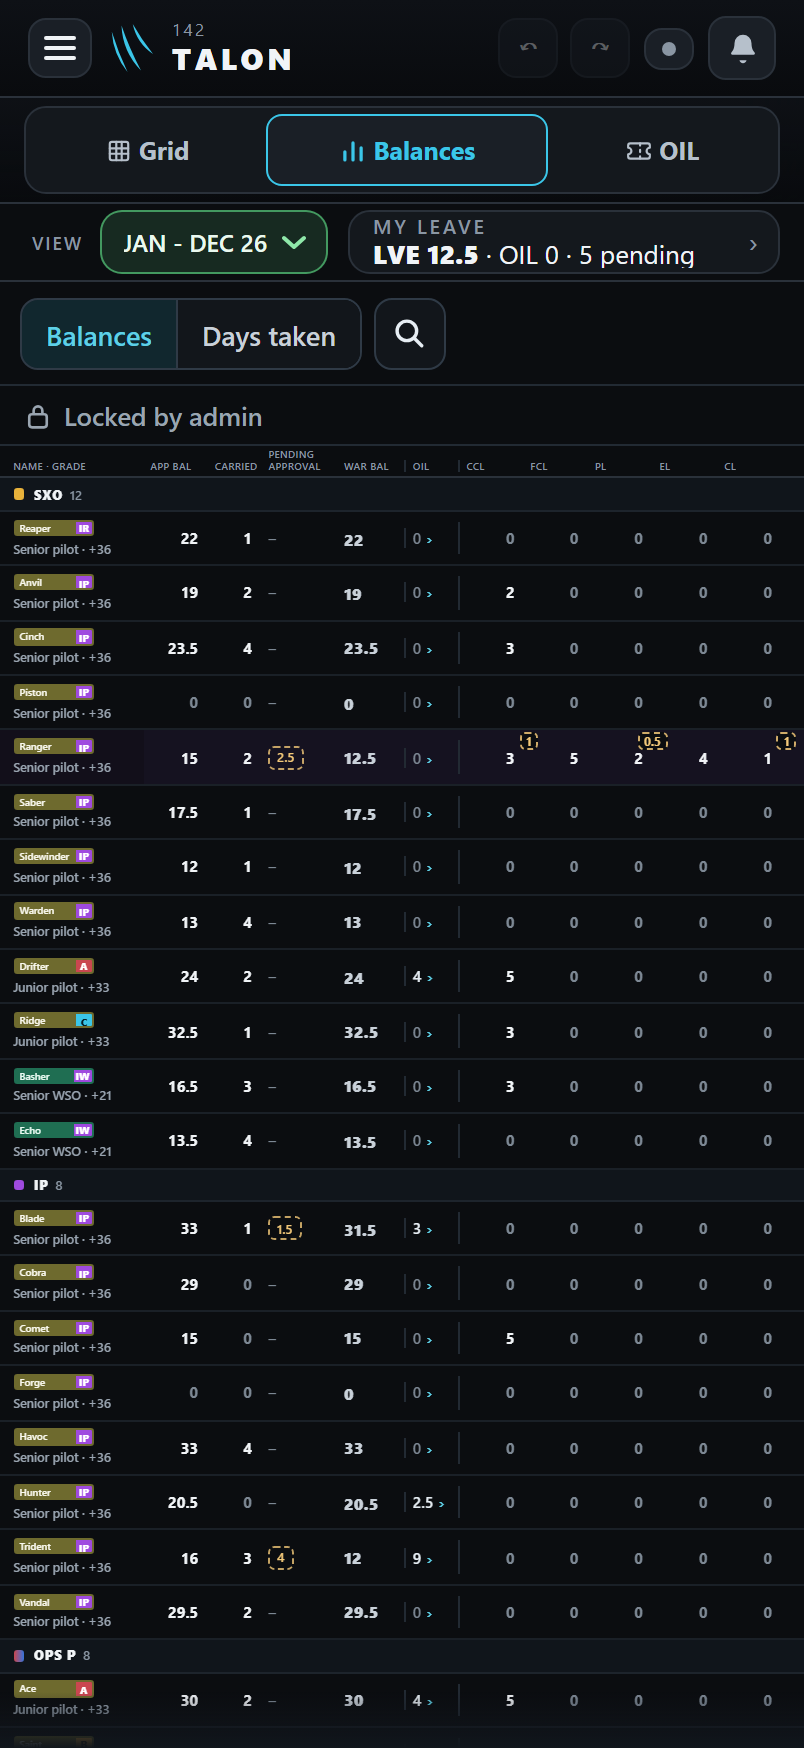 142
TALON
Grid
Balances
OIL
VIEW
JAN - DEC 26
MY LEAVE
LVE 12.5 · OIL 0 · 5 pending ›
Balances
Days taken
Locked by admin
NAME · GRADE APP BAL CARRIED PENDING APPROVAL WAR BAL OIL CCL FCL PL EL CL
SXO 12
Reaper IR
Senior pilot · +36 22 1 – 22 0 › 0 0 0 0 0
Anvil IP
Senior pilot · +36 19 2 – 19 0 › 2 0 0 0 0
Cinch IP
Senior pilot · +36 23.5 4 – 23.5 0 › 3 0 0 0 0
Piston IP
Senior pilot · +36 0 0 – 0 0 › 0 0 0 0 0
Ranger IP
Senior pilot · +36 15 2 2.5 12.5 0 › 3 1 5 2 0.5 4 1 1
Saber IP
Senior pilot · +36 17.5 1 – 17.5 0 › 0 0 0 0 0
Sidewinder IP
Senior pilot · +36 12 1 – 12 0 › 0 0 0 0 0
Warden IP
Senior pilot · +36 13 4 – 13 0 › 0 0 0 0 0
Drifter A
Junior pilot · +33 24 2 – 24 4 › 5 0 0 0 0
Ridge C
Junior pilot · +33 32.5 1 – 32.5 0 › 3 0 0 0 0
Basher IW
Senior WSO · +21 16.5 3 – 16.5 0 › 3 0 0 0 0
Echo IW
Senior WSO · +21 13.5 4 – 13.5 0 › 0 0 0 0 0
IP 8
Blade IP
Senior pilot · +36 33 1 1.5 31.5 3 › 0 0 0 0 0
Cobra IP
Senior pilot · +36 29 0 – 29 0 › 0 0 0 0 0
Comet IP
Senior pilot · +36 15 0 – 15 0 › 5 0 0 0 0
Forge IP
Senior pilot · +36 0 0 – 0 0 › 0 0 0 0 0
Havoc IP
Senior pilot · +36 33 4 – 33 0 › 0 0 0 0 0
Hunter IP
Senior pilot · +36 20.5 0 – 20.5 2.5 › 0 0 0 0 0
Trident IP
Senior pilot · +36 16 3 4 12 9 › 0 0 0 0 0
Vandal IP
Senior pilot · +36 29.5 2 – 29.5 0 › 0 0 0 0 0
OPS P 8
Ace A
Junior pilot · +33 30 2 – 30 4 › 5 0 0 0 0